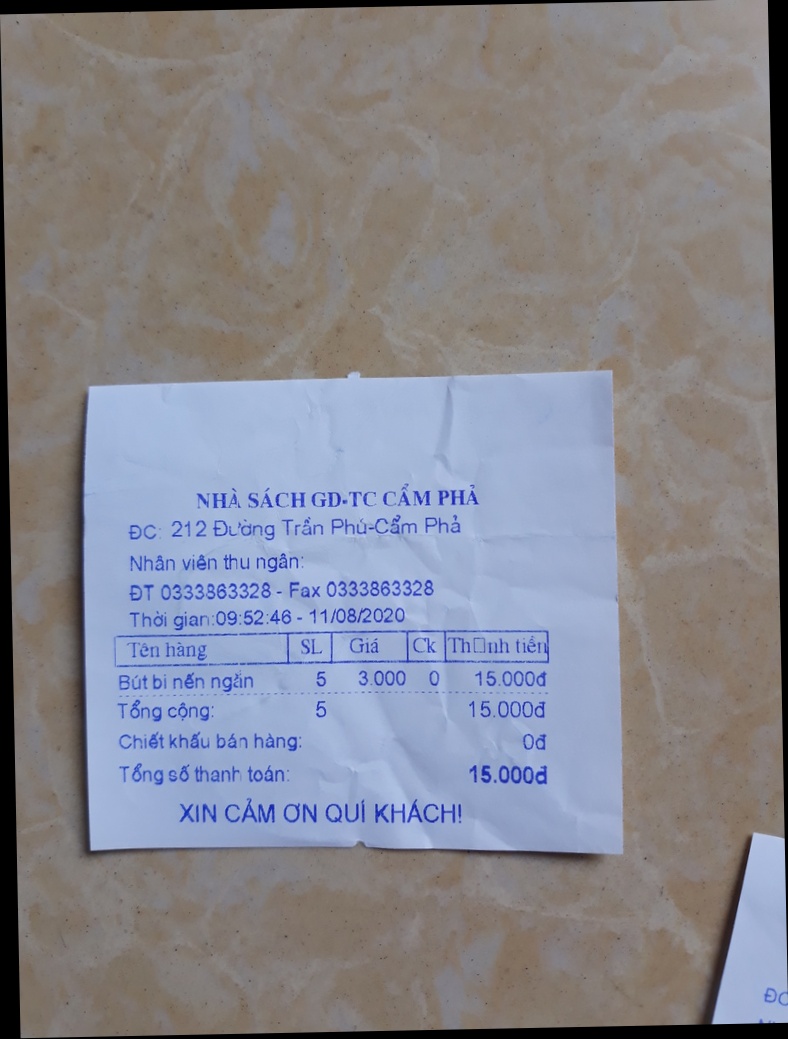 NHÀ SÁCH GD-TC CẨM PHẢ
ĐC: 212 Đường Trần Phú-Cẩm Phả
Nhân viên thu ngân:
ĐT 0333863328 - Fax 0333863328
Thời gian:09:52:46 - 11/08/2020
Tên hàng SL Giá Ck Th□nh tiền
Bút bi nến ngắn 5 3.000 0 15.000đ
Tổng cộng: 5 15.000đ
Chiết khấu bán hàng: 0đ
Tổng số thanh toán: 15.000đ
XIN CẢM ƠN QUÍ KHÁCH!
ĐC